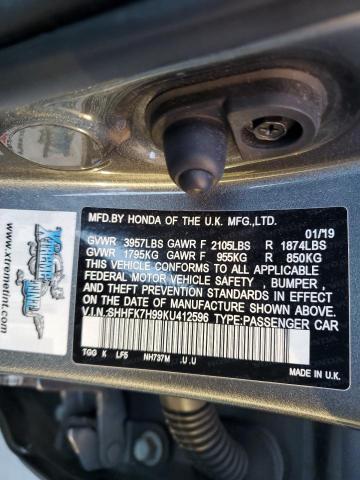 MFD.BY HONDA OF THE U.K. MFG.,LTD.
01/19
GVWR 3957LBS GAWR F 2105LBS R 1874LBS
GVWR 1795KG GAWR F 955KG R 850KG
THIS VEHICLE CONFORMS TO ALL APPLICABLE
FEDERAL MOTOR VEHICLE SAFETY , BUMPER ,
AND THEFT PREVENTION STANDARDS IN EFFECT
ON THE DATE OF MANUFACTURE SHOWN ABOVE.
V.I.N.:SHHFK7H99KU412596 TYPE:PASSENGER CAR
TGG K LF5 NH737M .U.U
MADE IN U.K.
www.xtremeint.com